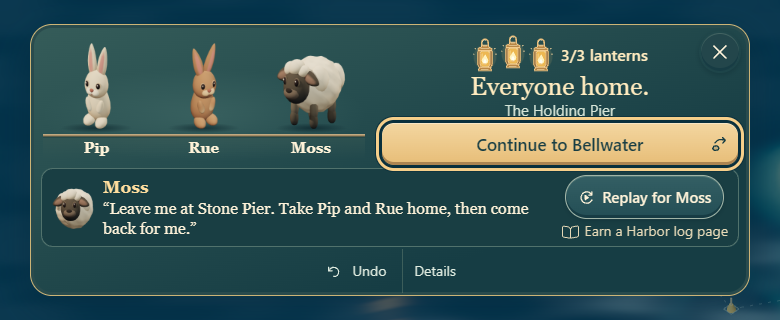 3/3 lanterns
Everyone home.
The Holding Pier
Pip
Rue
Moss
Continue to Bellwater
Moss
“Leave me at Stone Pier. Take Pip and Rue home, then come
back for me.”
Replay for Moss
Earn a Harbor log page
Undo
Details